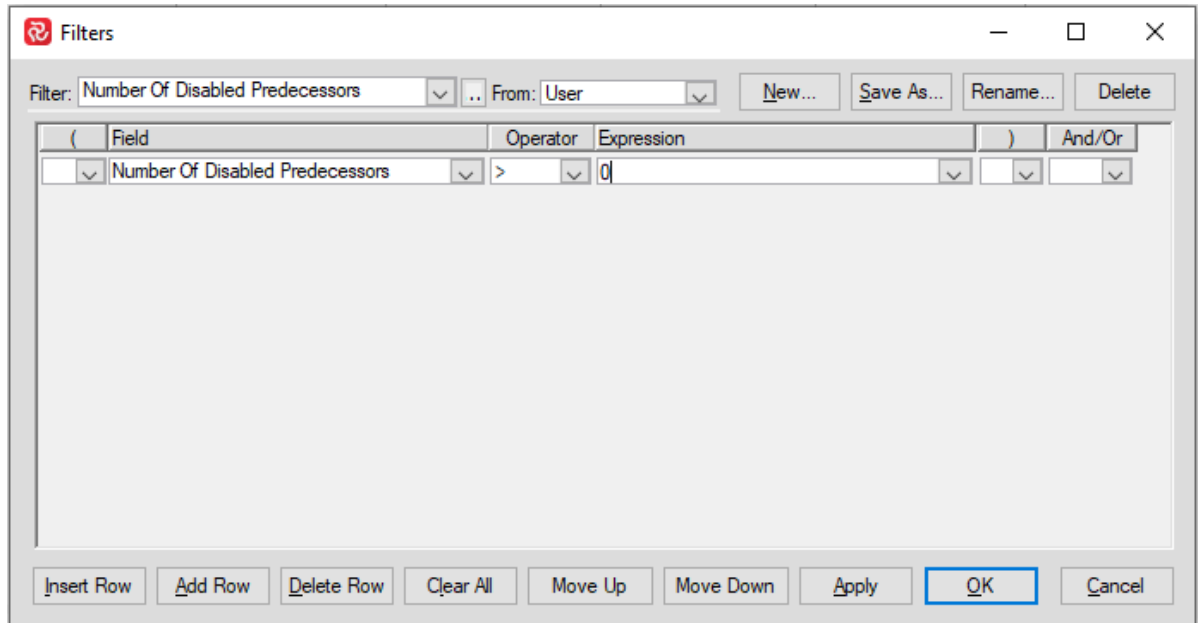 Filters
Filter: Number Of Disabled Predecessors .. From: User New... Save As... Rename... Delete
( Field Operator Expression ) And/Or
Number Of Disabled Predecessors > 0
Insert Row Add Row Delete Row Clear All Move Up Move Down Apply OK Cancel